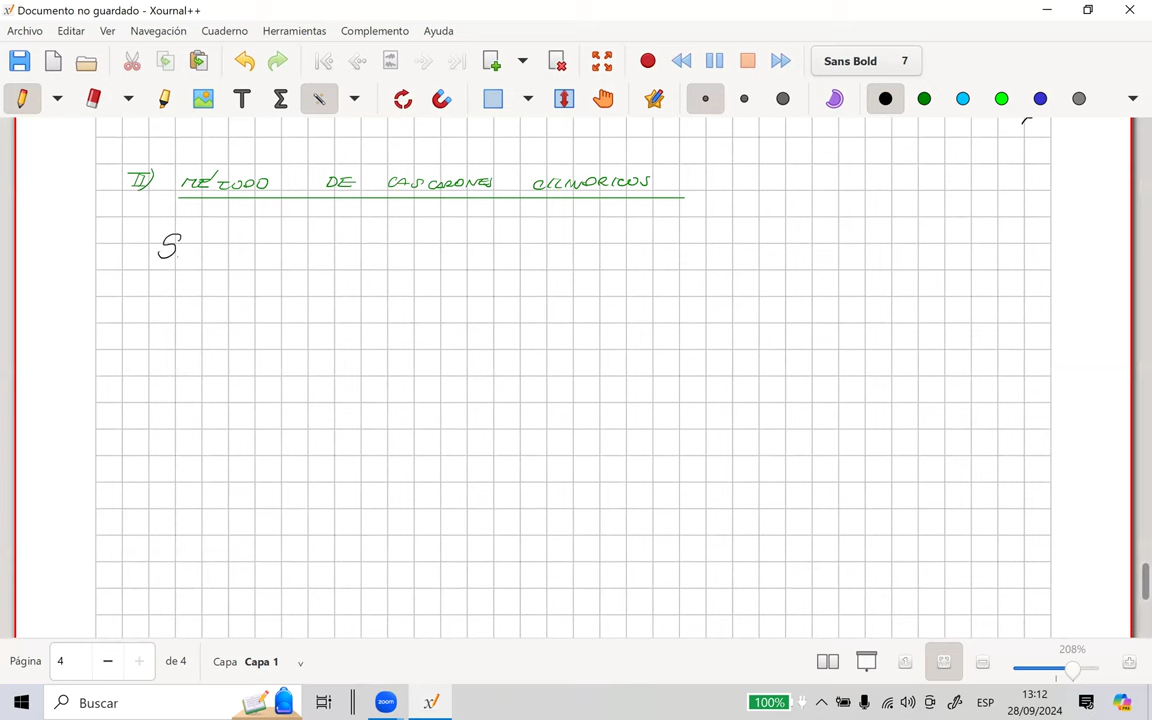 Documento no guardado - Xournal++
Archivo Editar Ver Navegación Cuaderno Herramientas Complemento Ayuda
Sans Bold 7
II) MÉTODO DE CASCARONES CILINDRICOS
S
Página 4 de 4 Capa Capa 1 208%
Buscar zoom 100% ESP 13:12
28/09/2024